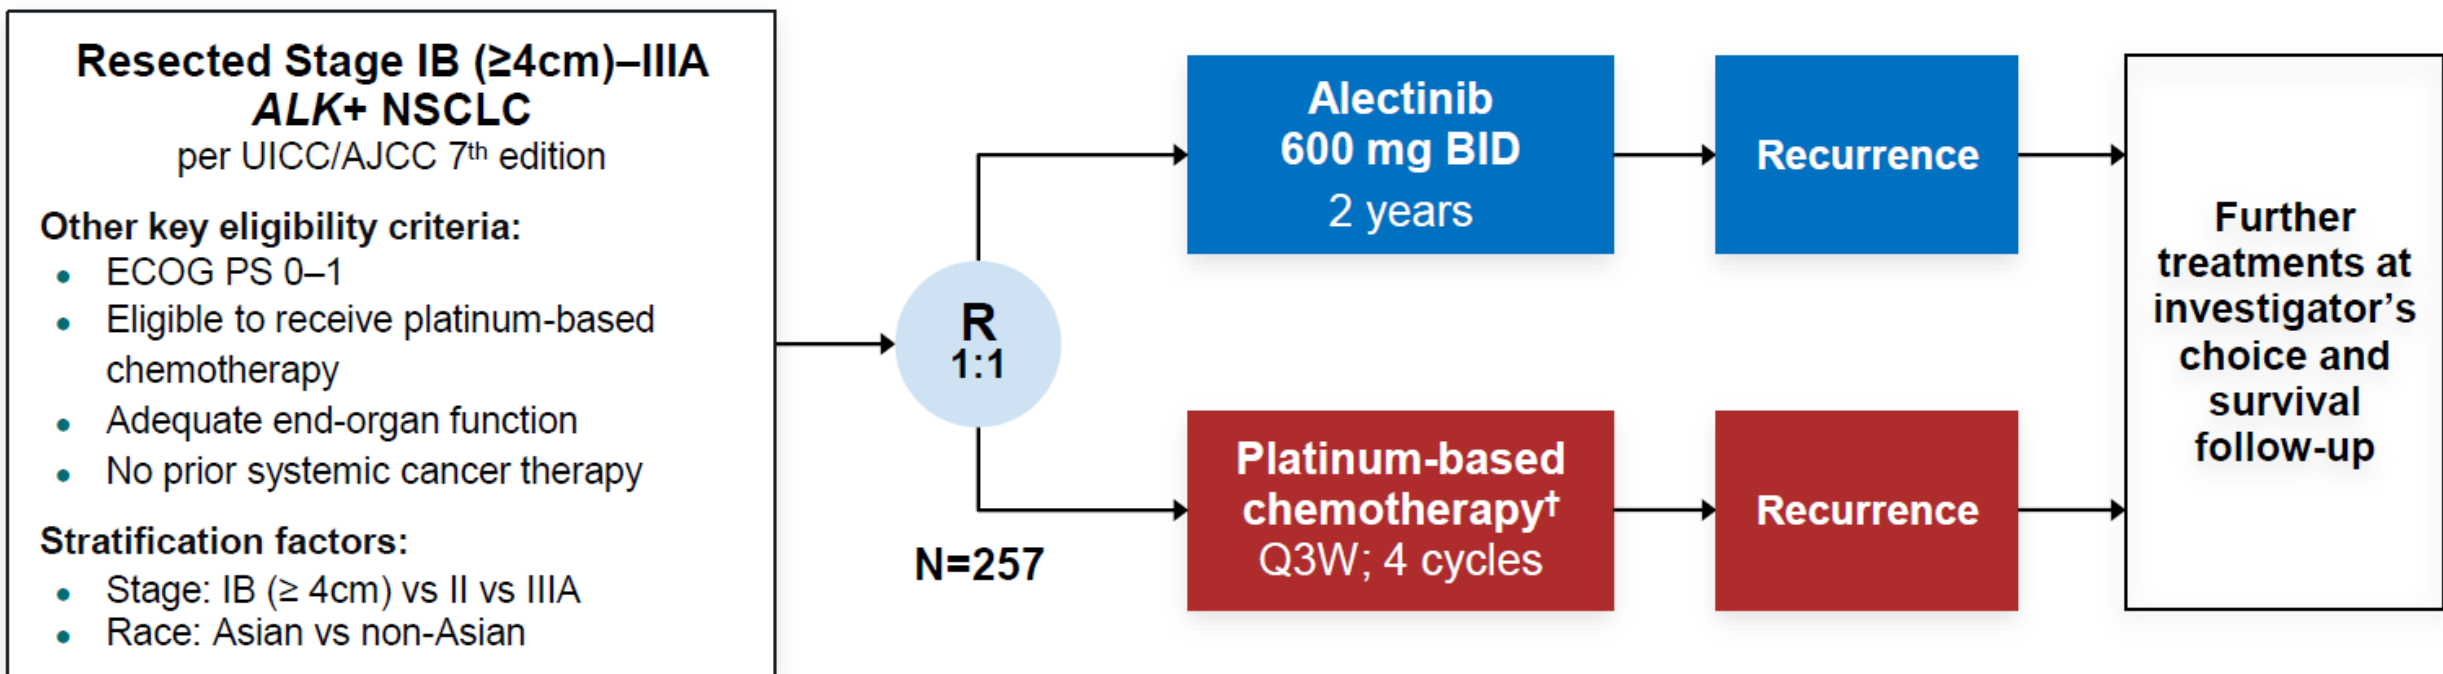 Resected Stage IB (≥4cm)–IIIA
ALK+ NSCLC
per UICC/AJCC 7th edition
Other key eligibility criteria:
• ECOG PS 0–1
• Eligible to receive platinum-based
chemotherapy
• Adequate end-organ function
• No prior systemic cancer therapy
Stratification factors:
• Stage: IB (≥ 4cm) vs II vs IIIA
• Race: Asian vs non-Asian
R
1:1
N=257
Alectinib
600 mg BID
2 years
Recurrence
Platinum-based
chemotherapy†
Q3W; 4 cycles
Recurrence
Further
treatments at
investigator’s
choice and
survival
follow-up